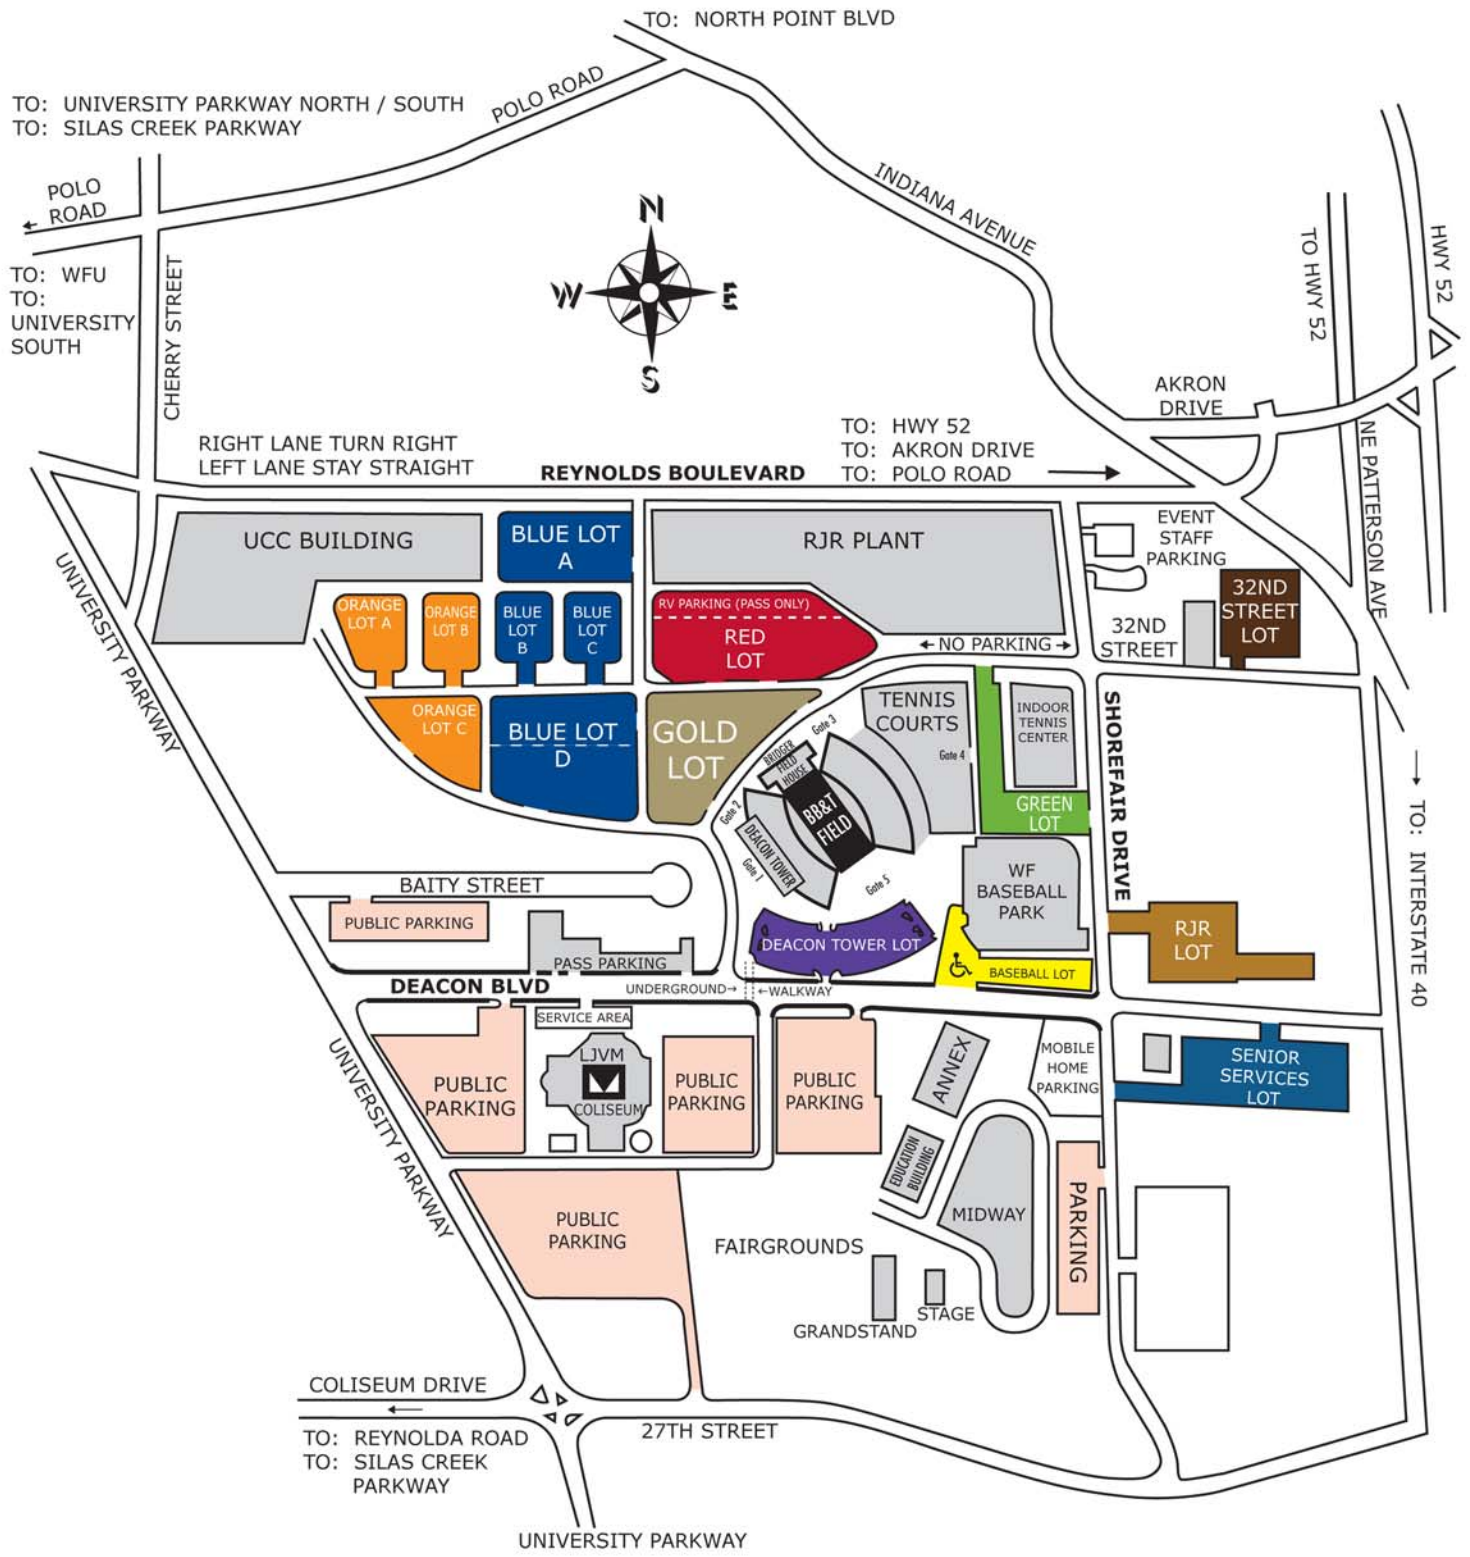 TO: NORTH POINT BLVD
POLO ROAD
TO: UNIVERSITY PARKWAY NORTH / SOUTH
TO: SILAS CREEK PARKWAY
POLO
ROAD
INDIANA AVENUE
N
W
E
S
TO: WFU
TO:
UNIVERSITY
SOUTH
CHERRY STREET
TO HWY 52
HWY 52
AKRON
DRIVE
NE PATTERSON AVE
RIGHT LANE TURN RIGHT
LEFT LANE STAY STRAIGHT
REYNOLDS BOULEVARD
TO: HWY 52
TO: AKRON DRIVE
TO: POLO ROAD
UCC BUILDING
BLUE LOT
A
RJR PLANT
EVENT
STAFF
PARKING
UNIVERSITY PARKWAY
ORANGE
LOT A
ORANGE
LOT B
BLUE
LOT
B
BLUE
LOT
C
RV PARKING (PASS ONLY)
RED
LOT
NO PARKING
32ND
STREET
32ND
STREET
LOT
ORANGE
LOT C
BLUE LOT
D
GOLD
LOT
TENNIS
COURTS
INDOOR
TENNIS
CENTER
SHOREFAIR DRIVE
Gate 3
Gate 4
BRIDGER
FIELD
HOUSE
BB&T
FIELD
Gate 2
DEACON TOWER
Gate 1
Gate 5
GREEN
LOT
TO: INTERSTATE 40
WF
BASEBALL
PARK
BAITY STREET
PUBLIC PARKING
PASS PARKING
DEACON TOWER LOT
BASEBALL LOT
RJR
LOT
DEACON BLVD
UNDERGROUND
WALKWAY
SERVICE AREA
LJVM
COLISEUM
UNIVERSITY PARKWAY
PUBLIC
PARKING
PUBLIC
PARKING
PUBLIC
PARKING
ANNEX
MOBILE
HOME
PARKING
SENIOR
SERVICES
LOT
EDUCATION
BUILDING
MIDWAY
PARKING
PUBLIC
PARKING
FAIRGROUNDS
GRANDSTAND
STAGE
COLISEUM DRIVE
TO: REYNOLDA ROAD
TO: SILAS CREEK
PARKWAY
27TH STREET
UNIVERSITY PARKWAY